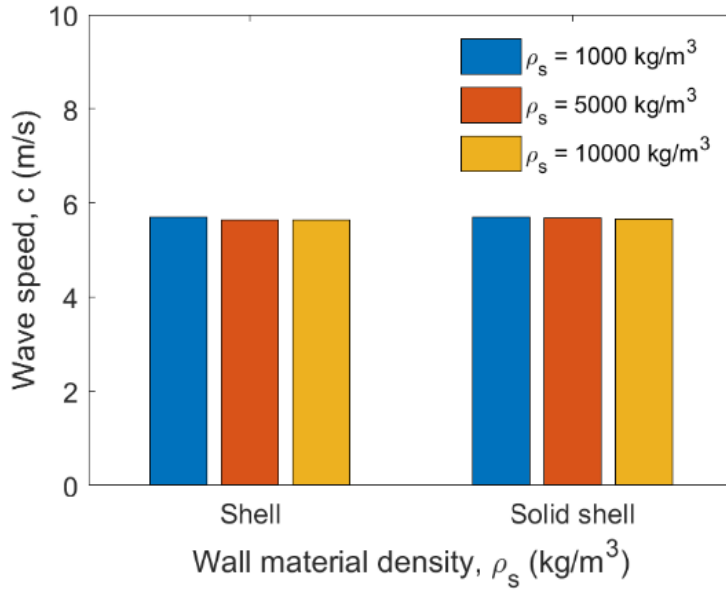 10
8
6
4
2
0
Wave speed, c (m/s)
ρₛ = 1000 kg/m³
ρₛ = 5000 kg/m³
ρₛ = 10000 kg/m³
Shell
Solid shell
Wall material density, ρₛ (kg/m³)